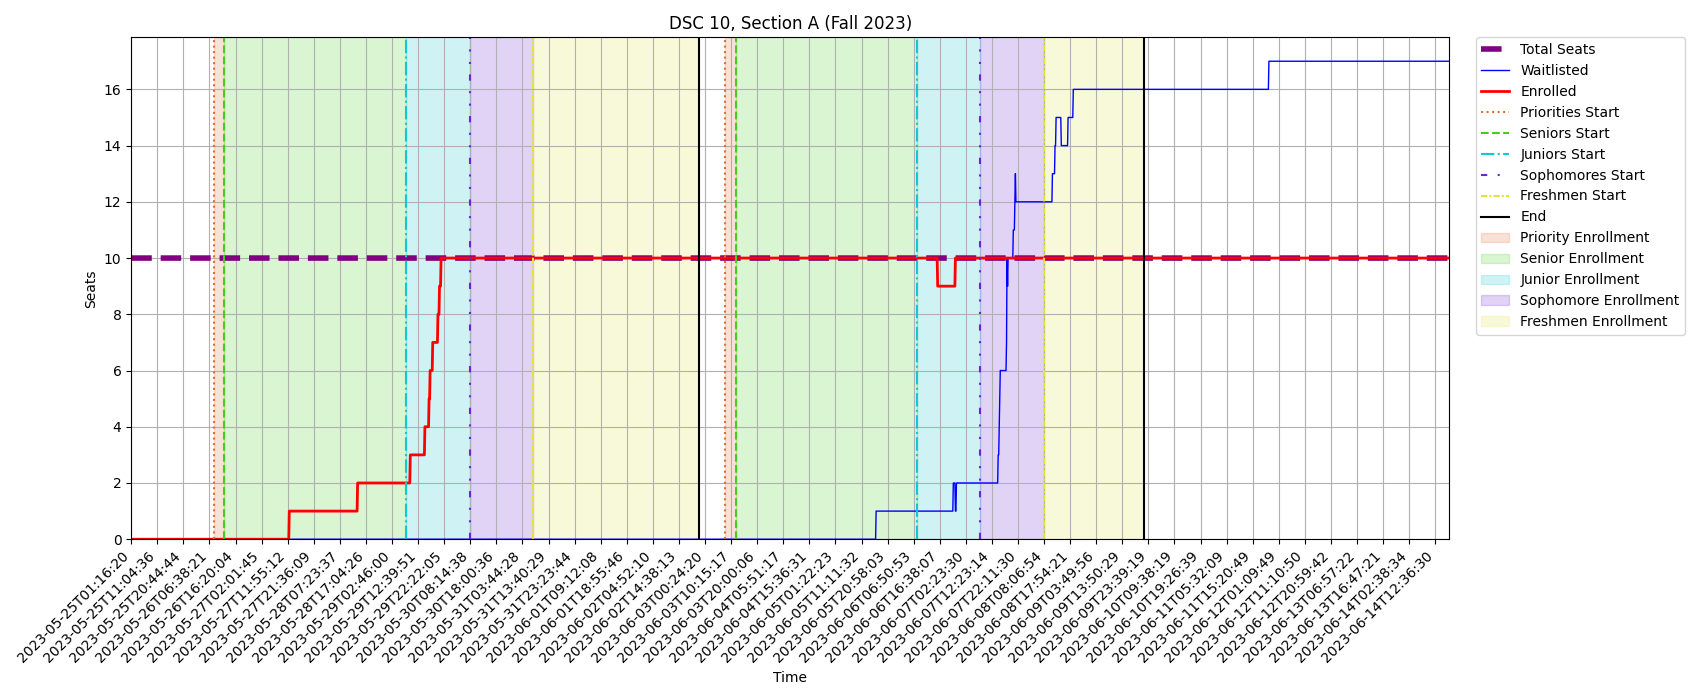 DSC 10, Section A (Fall 2023)
Seats
16
14
12
10
8
6
4
2
0
2023-05-25T01:16:20
2023-05-25T11:04:36
2023-05-25T20:44:44
2023-05-26T06:38:21
2023-05-26T16:20:04
2023-05-27T02:01:45
2023-05-27T11:55:12
2023-05-27T21:36:09
2023-05-28T07:23:37
2023-05-28T17:04:26
2023-05-29T02:46:00
2023-05-29T12:39:51
2023-05-29T22:22:05
2023-05-30T08:14:38
2023-05-30T18:00:36
2023-05-31T03:44:28
2023-05-31T13:40:29
2023-05-31T23:23:44
2023-06-01T09:12:08
2023-06-01T18:55:46
2023-06-02T04:52:10
2023-06-02T14:38:13
2023-06-03T00:24:20
2023-06-03T10:15:17
2023-06-03T20:00:06
2023-06-04T05:51:17
2023-06-04T15:36:31
2023-06-05T01:22:23
2023-06-05T11:11:32
2023-06-05T20:58:03
2023-06-06T06:50:53
2023-06-06T16:38:07
2023-06-07T02:23:30
2023-06-07T12:23:14
2023-06-07T22:11:30
2023-06-08T08:06:54
2023-06-08T17:54:21
2023-06-09T03:49:56
2023-06-09T13:50:29
2023-06-09T23:39:19
2023-06-10T09:38:19
2023-06-10T19:26:39
2023-06-11T05:32:09
2023-06-11T15:20:49
2023-06-12T01:09:49
2023-06-12T11:10:50
2023-06-12T20:59:42
2023-06-13T06:57:22
2023-06-13T16:47:21
2023-06-14T02:38:34
2023-06-14T12:36:30
Time
Total Seats
Waitlisted
Enrolled
Priorities Start
Seniors Start
Juniors Start
Sophomores Start
Freshmen Start
End
Priority Enrollment
Senior Enrollment
Junior Enrollment
Sophomore Enrollment
Freshmen Enrollment